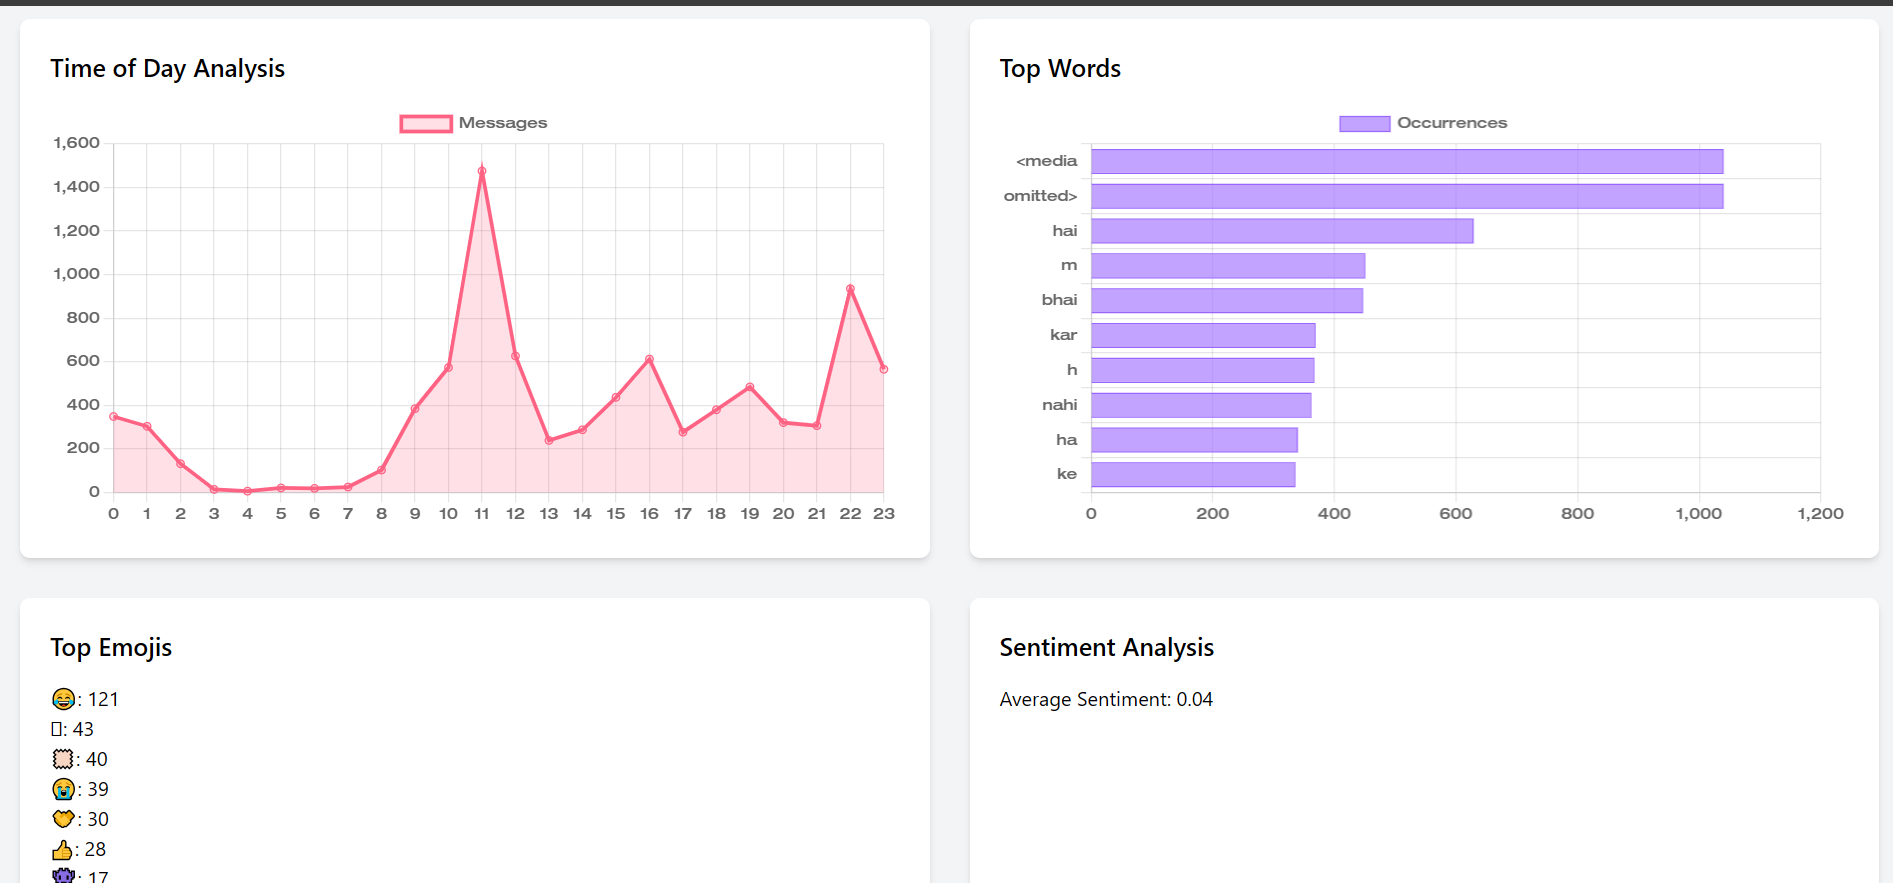 Time of Day Analysis
Messages
1,600
1,400
1,200
1,000
800
600
400
200
0
0 1 2 3 4 5 6 7 8 9 10 11 12 13 14 15 16 17 18 19 20 21 22 23
Top Words
Occurrences
<media
omitted>
hai
m
bhai
kar
h
nahi
ha
ke
0 200 400 600 800 1,000 1,200
Top Emojis
😂: 121
: 43
🏻: 40
😭: 39
: 30
👍: 28
: 17
Sentiment Analysis
Average Sentiment: 0.04